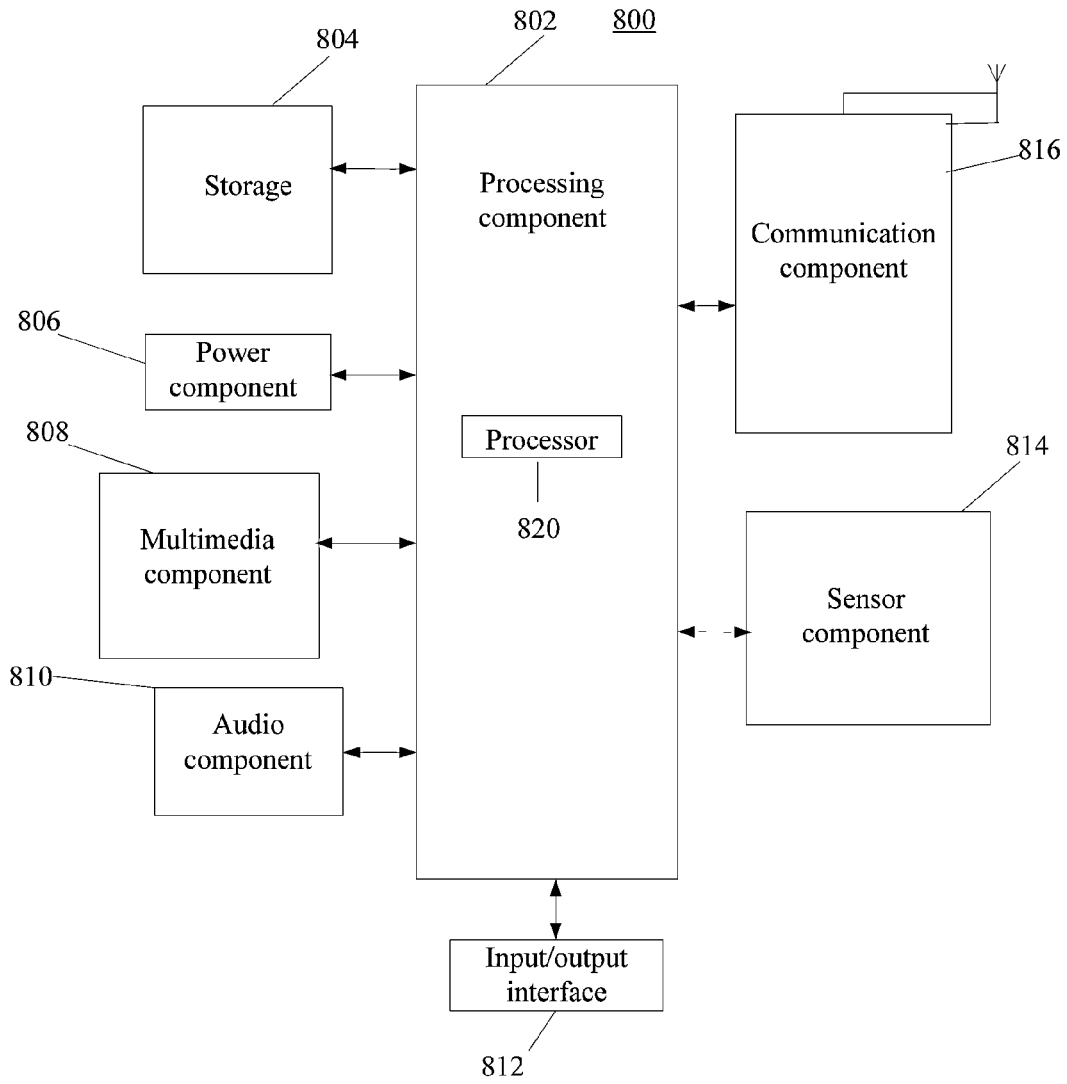 800
802
804
Storage
Processing
component
816
Communication
component
806
Power
component
808
Processor
820
814
Multimedia
component
Sensor
component
810
Audio
component
Input/output
interface
812